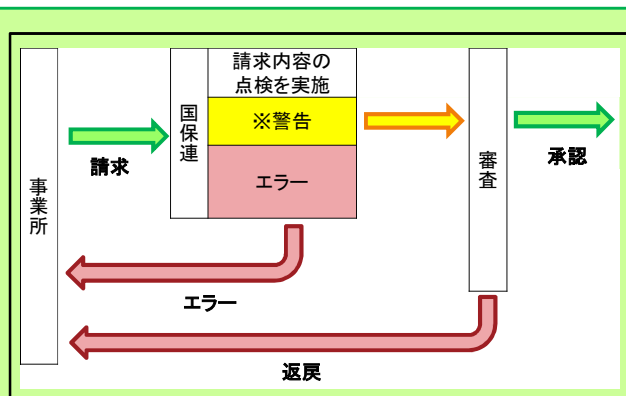 事業所
請求
国保連
請求内容の
点検を実施
※警告
エラー
審査
承認
エラー
返戻